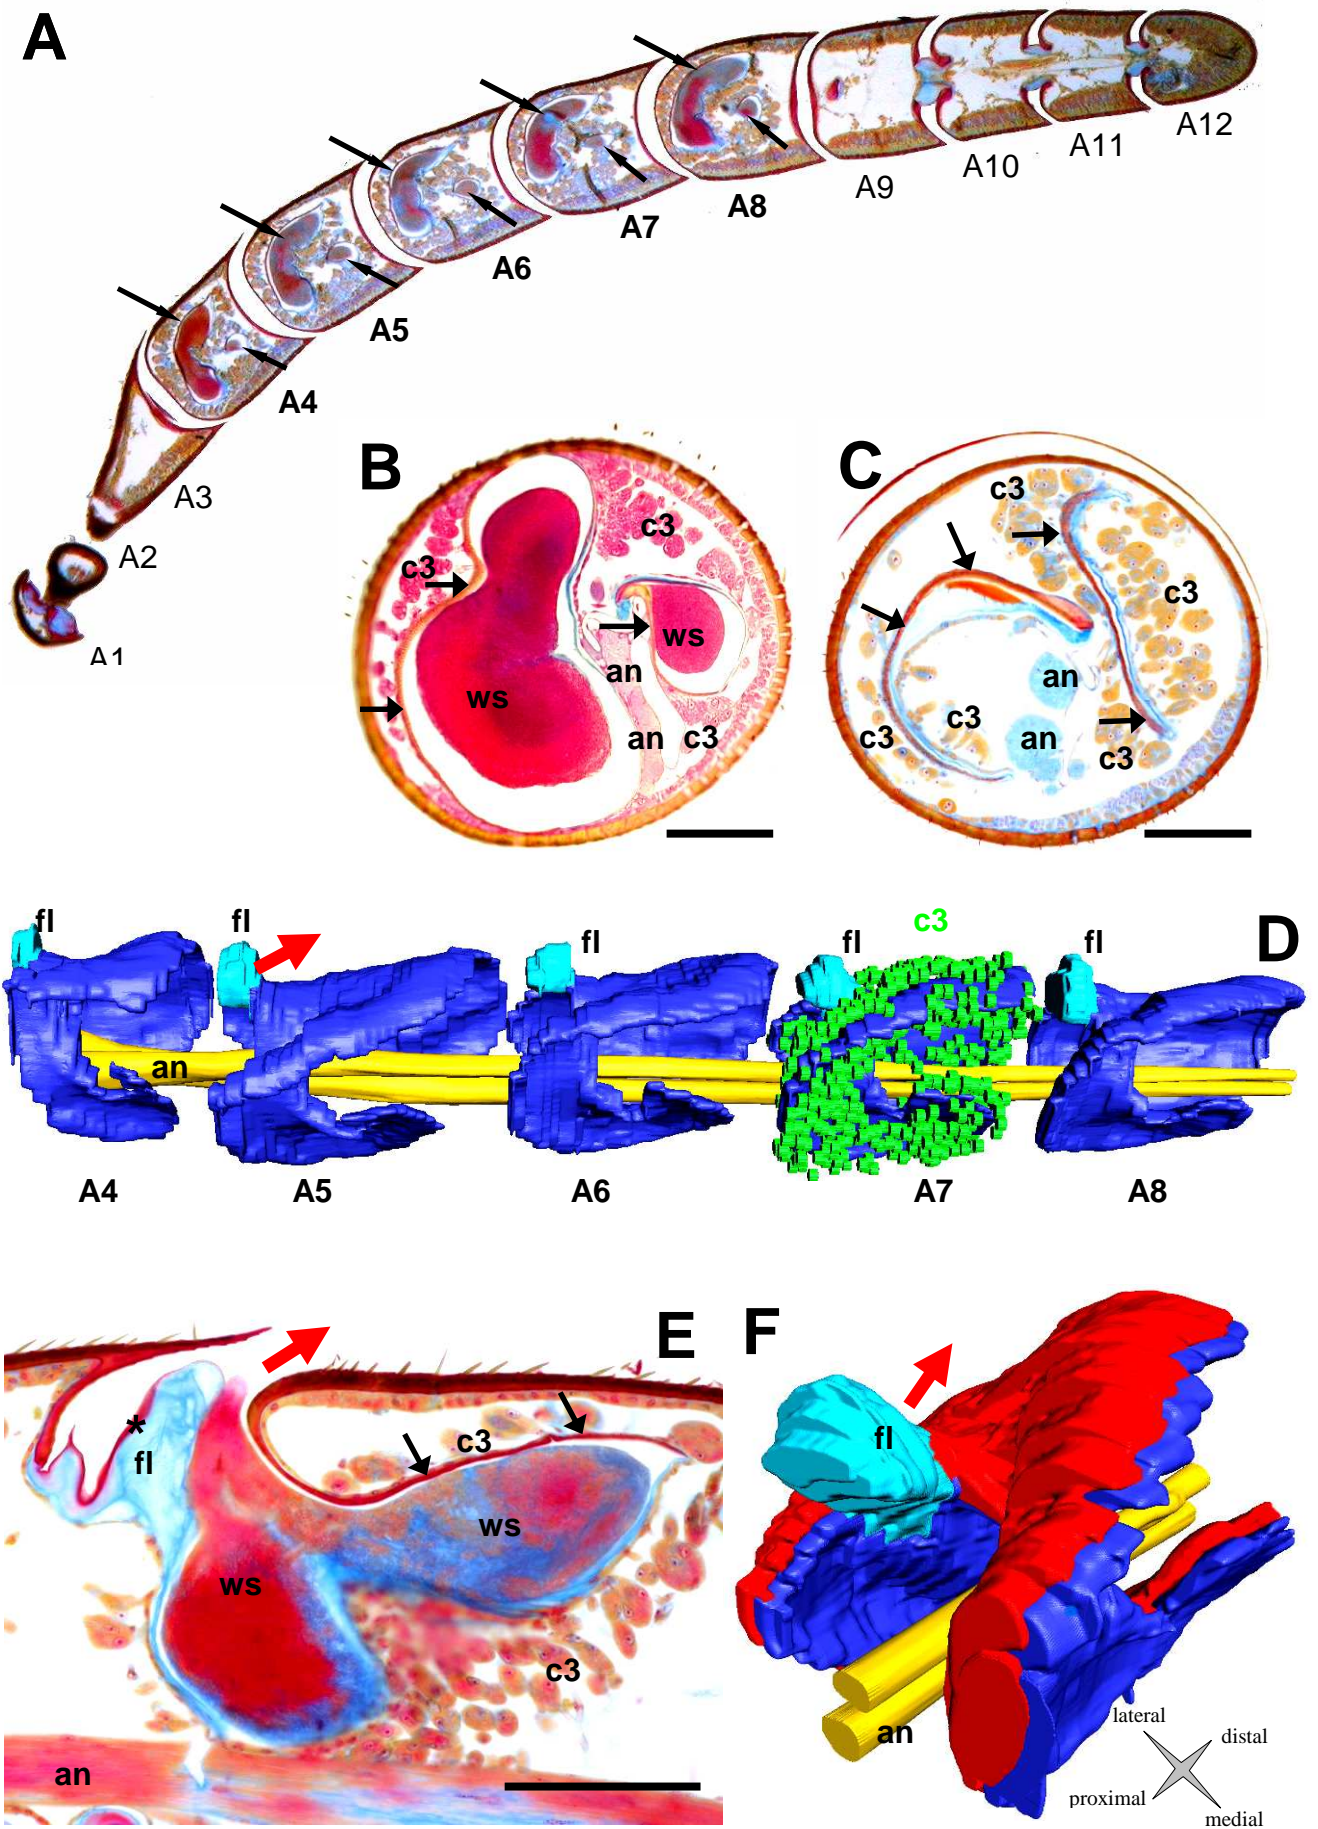 A
A12
A11
A10
A9
A8
A7
A6
A5
A4
A3
A2
A1
B
c3
c3
ws
ws
an
an
c3
C
c3
c3
an
c3
an
c3
c3
D
fl
fl
fl
fl
c3
fl
an
A4
A5
A6
A7
A8
E
*
fl
c3
ws
ws
c3
an
F
fl
an
lateral
distal
proximal
medial